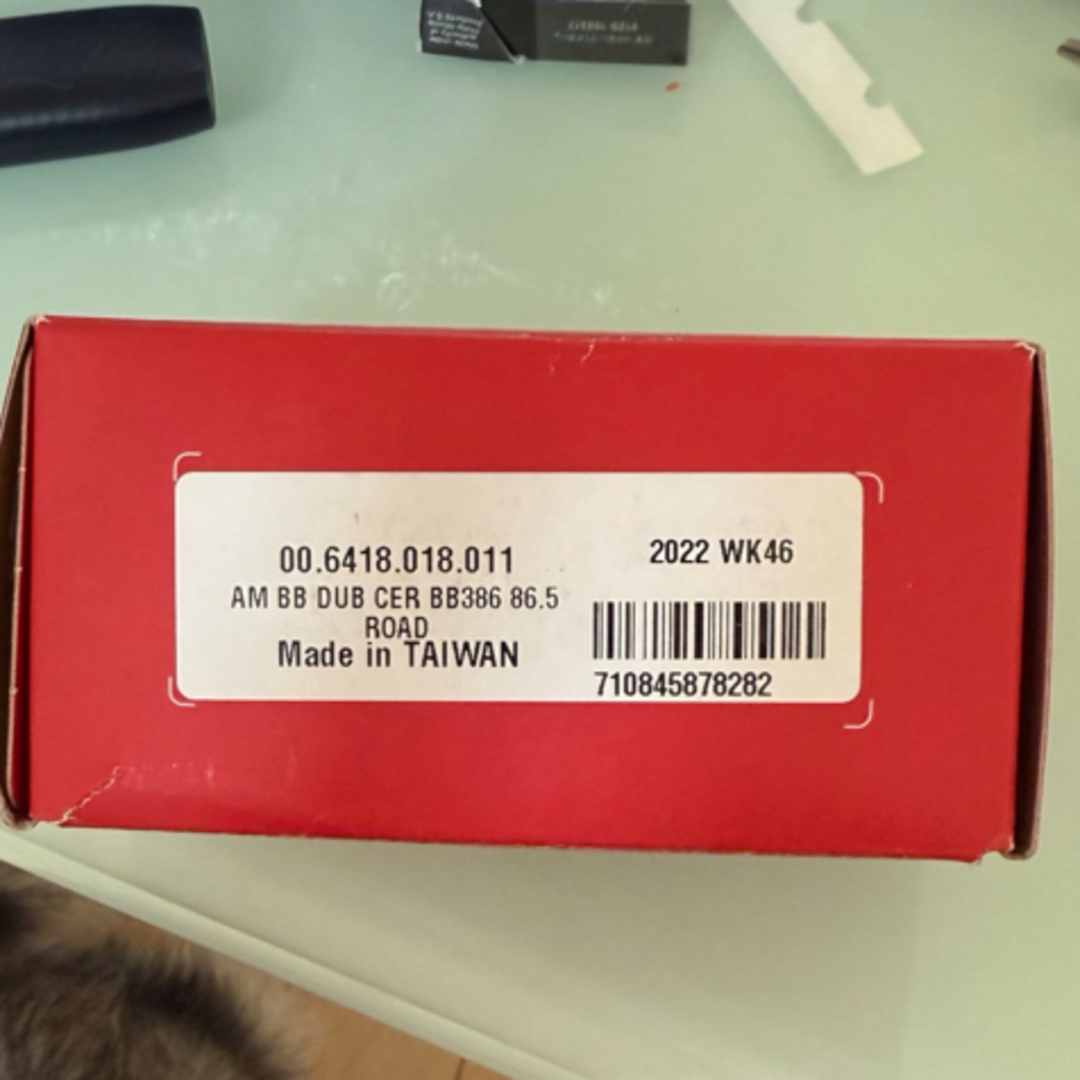 00.6418.018.011
2022 WK46
AM BB DUB CER BB386 86.5
ROAD
Made in TAIWAN
710845878282